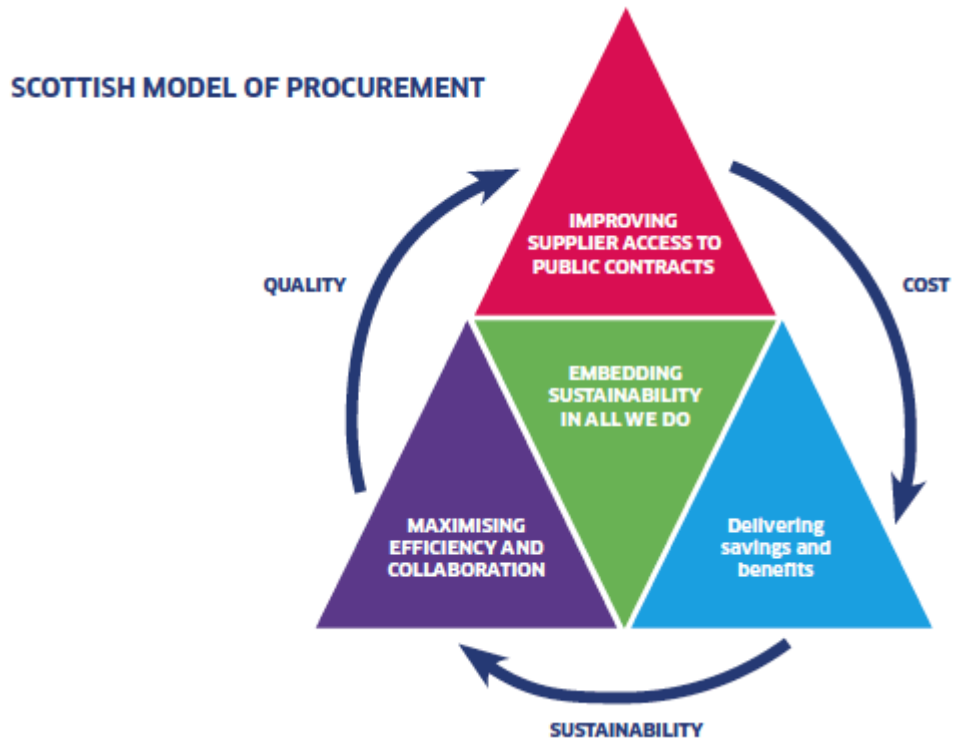 SCOTTISH MODEL OF PROCUREMENT
IMPROVING
SUPPLIER ACCESS TO
PUBLIC CONTRACTS
QUALITY
COST
EMBEDDING
SUSTAINABILITY
IN ALL WE DO
MAXIMISING
EFFICIENCY AND
COLLABORATION
Delivering
savings and
benefits
SUSTAINABILITY